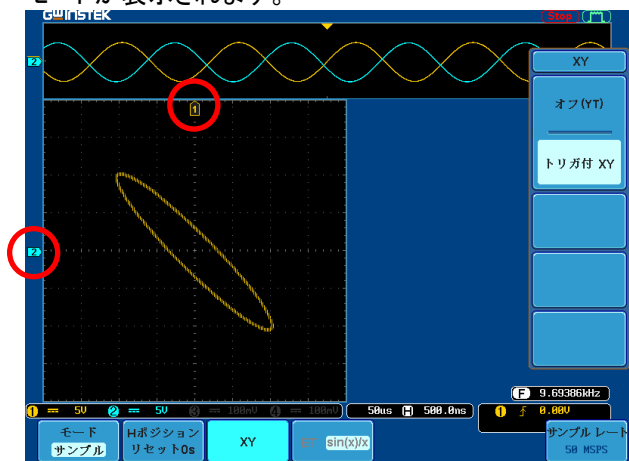 モードが表示されます。
GWINSTEK
Stop
2
XY
1
オフ(YT)
トリガ付 XY
2
F 9.69386kHz
1 5V 2 5V 3 100mV 4 100mV 50us H 500.0ns 1 0.00V
モード
サンプル
Hポジション
リセット0s
XY
ET sin(x)/x
サンプル レート
50 MSPS